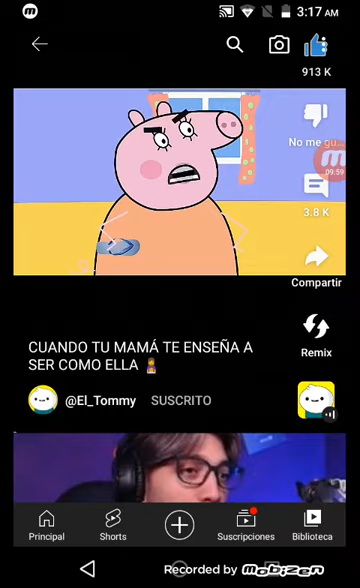 3:17 AM
913 K
No me gu...
09:59
3.8 K
Compartir
Remix
CUANDO TU MAMÁ TE ENSEÑA A
SER COMO ELLA
@El_Tommy SUSCRITO
Principal Shorts Suscripciones Biblioteca
Recorded by mobizen